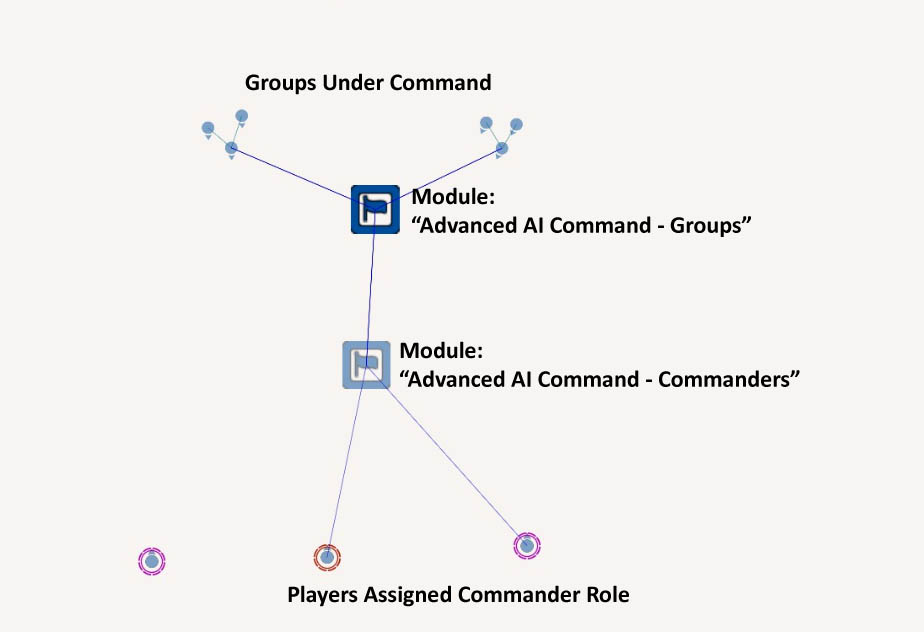 Groups Under Command
Module:
“Advanced AI Command - Groups”
Module:
“Advanced AI Command - Commanders”
Players Assigned Commander Role